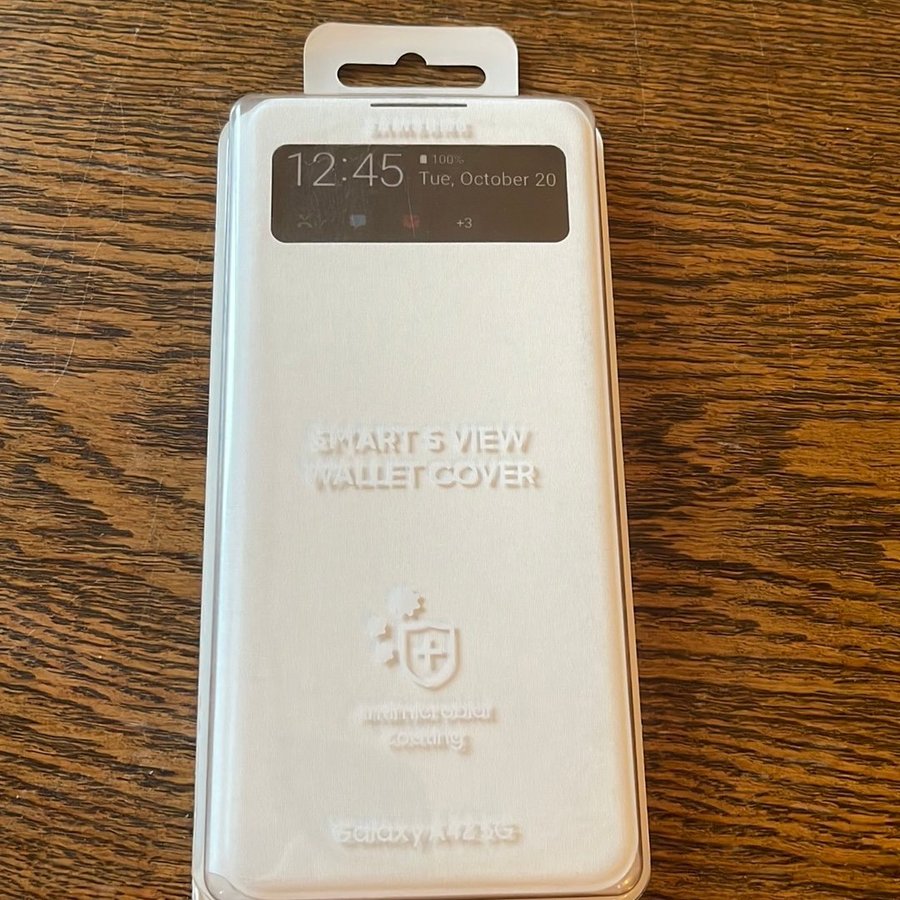 SAMSUNG
12:45
100%
Tue, October 20
+3
SMART S VIEW
WALLET COVER
antimicrobial
coating
Galaxy A42 5G